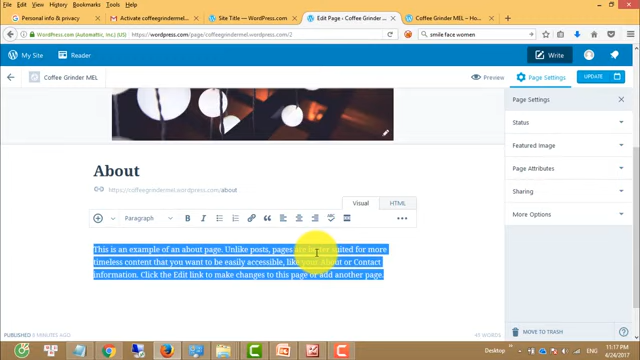 File Edit View History Bookmarks Tools Help
Personal info & privacy
Activate coffeegrindermel...
Site Title — WordPress.com
Edit Page ‹ Coffee Grinder
Coffee Grinder MEL – Ho...
WordPress.com (Automattic, Inc.) (US)
https://wordpress.com/page/coffeegrindermel.wordpress.com/2
smile face women
My Site
Reader
Write
Coffee Grinder MEL
Preview
Page Settings
UPDATE
Page Settings
Status
Featured Image
Page Attributes
Sharing
More Options
About
https://coffeegrindermel.wordpress.com/about
Visual
HTML
Paragraph
B I
ABC
This is an example of an about page. Unlike posts, pages are better suited for more
timeless content that you want to be easily accessible, like your About or Contact
information. Click the Edit link to make changes to this page or add another page.
PUBLISHED 9 MINUTES AGO
MOVE TO TRASH
Desktop
11:17 PM
6/24/2017